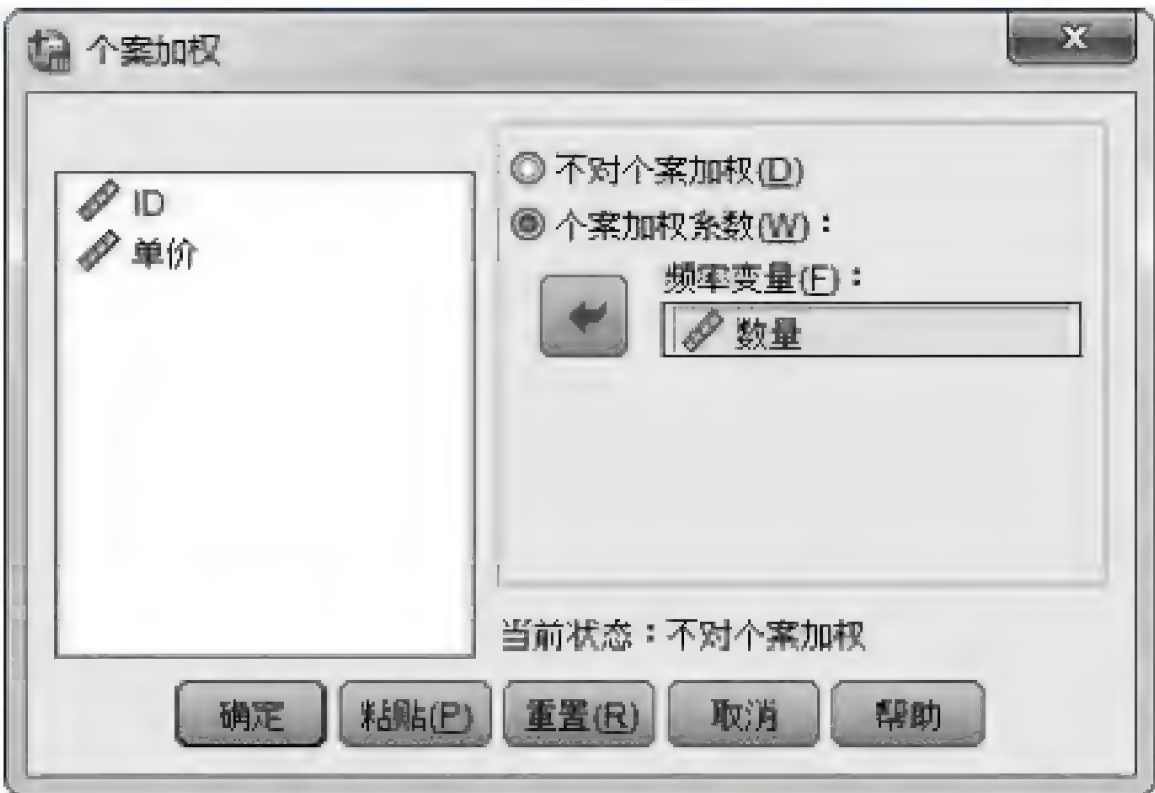 个案加权
ID
单价
不对个案加权(D)
个案加权系数(W)：
频率变量(F)：
数量
当前状态：不对个案加权
确定
粘贴(P)
重置(R)
取消
帮助